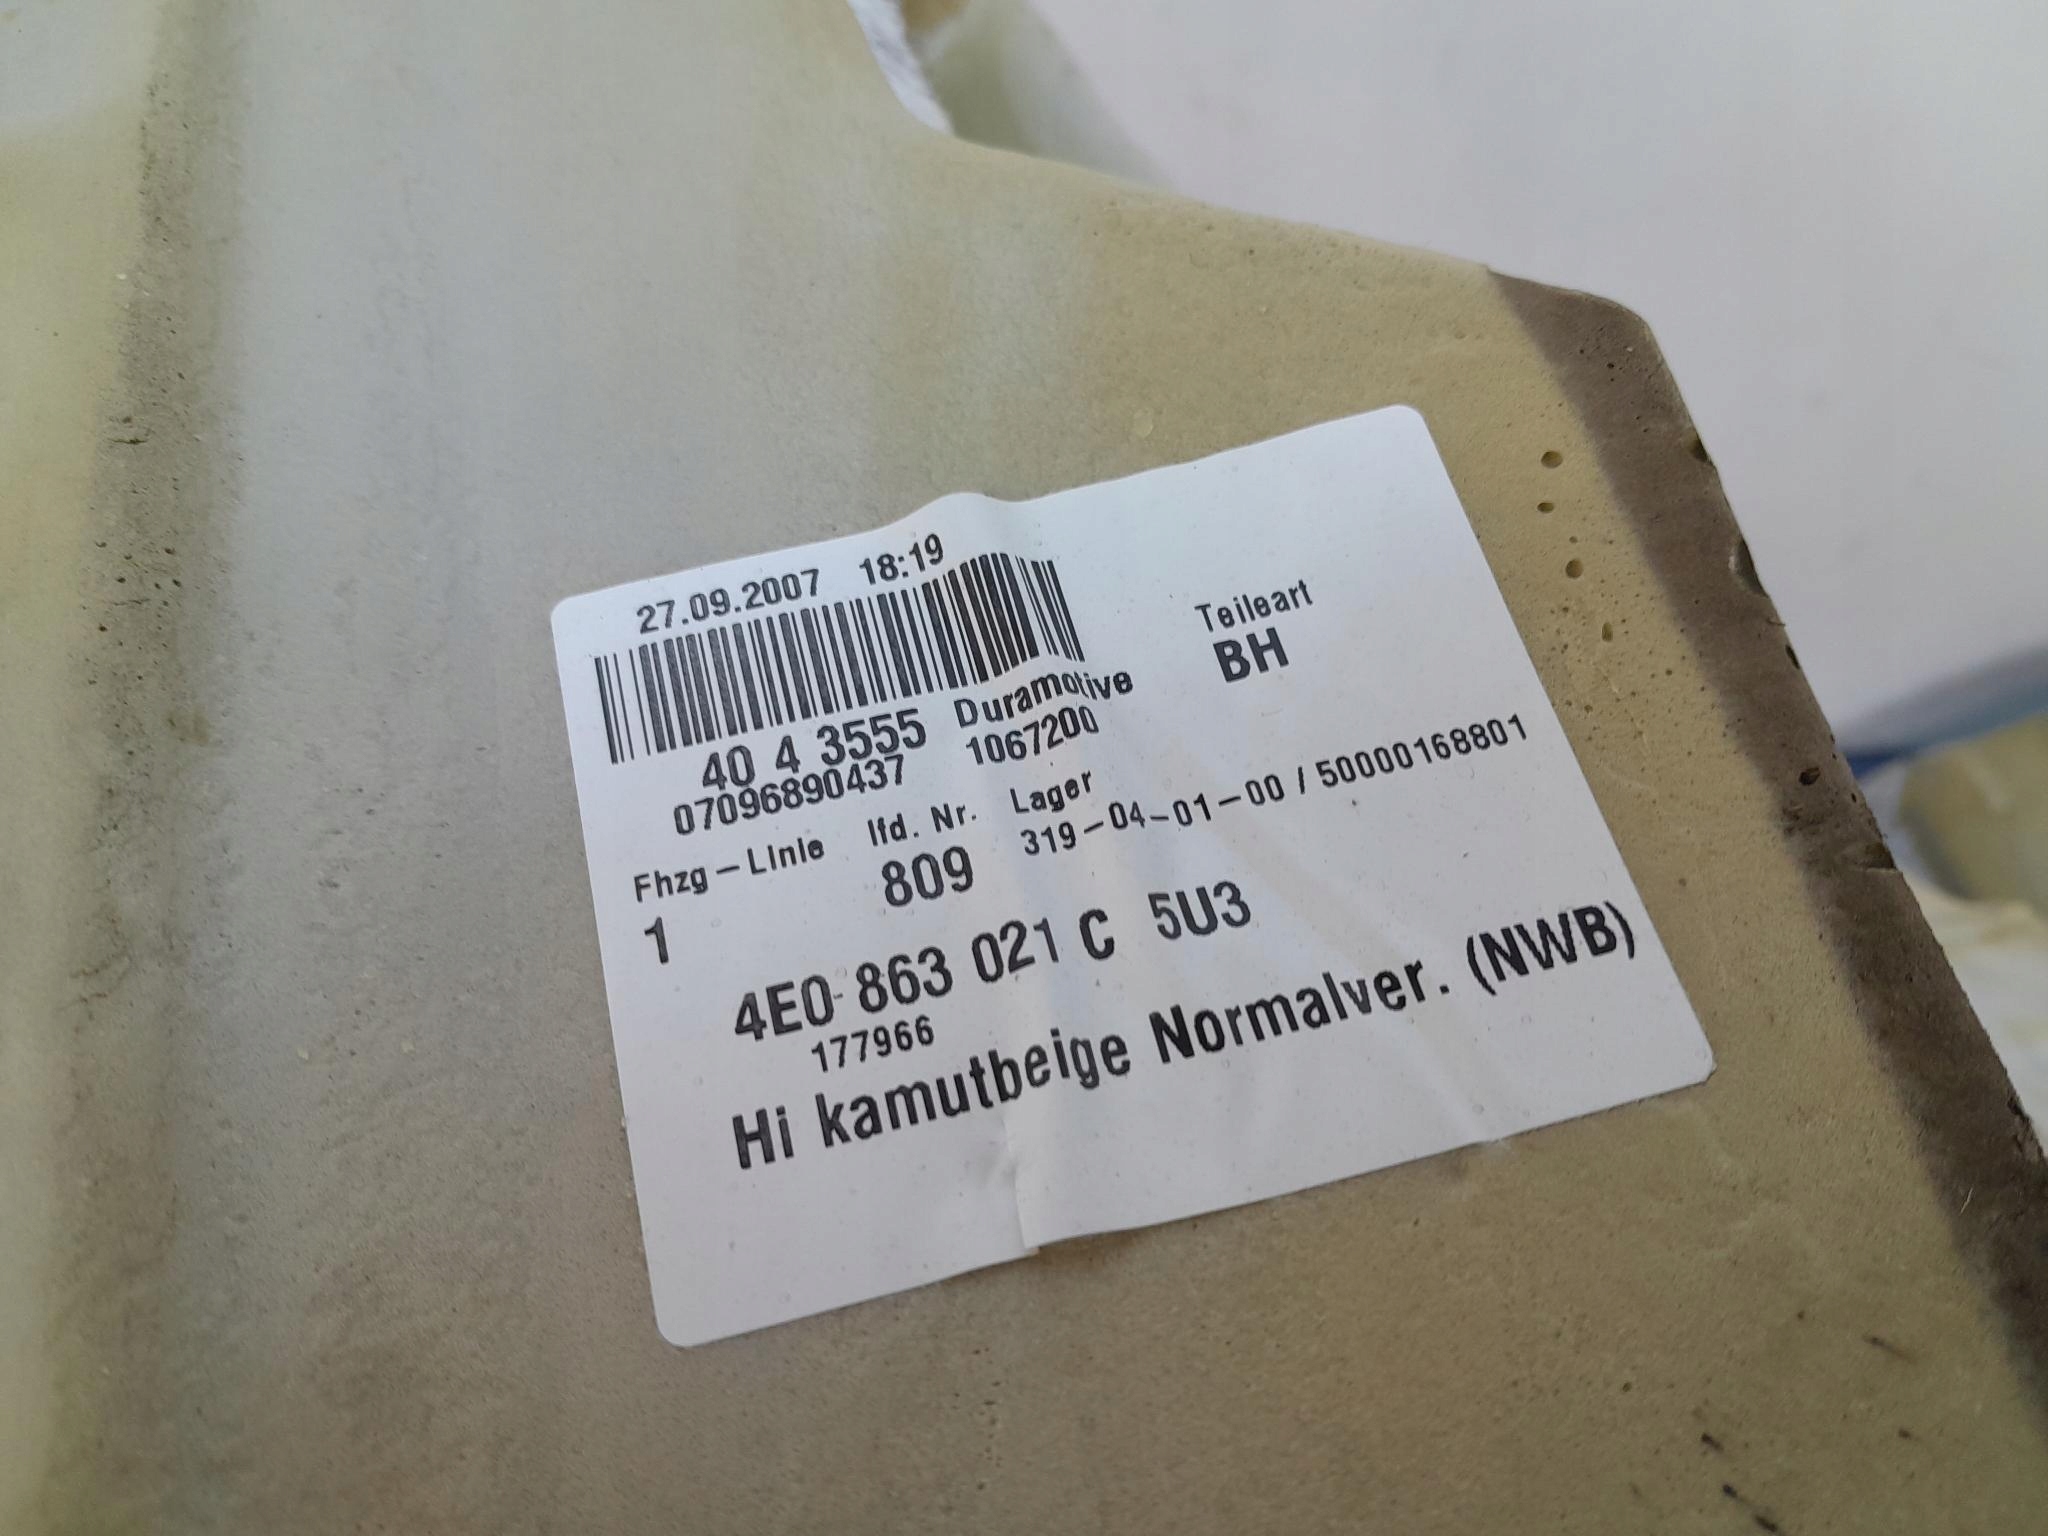 27.09.2007 18:19
40 4 3555 Duramotive
07096890437 1067200
Teileart
BH
Fhzg-Linie lfd. Nr. Lager
1 809 319-04-01-00 / 50000168801
4E0 863 021 C 5U3
177966
Hi kamutbeige Normalver. (NWB)